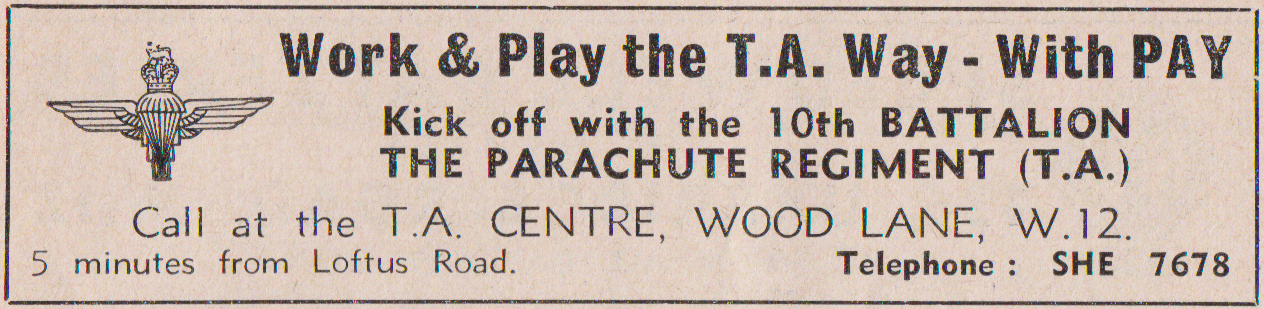 Work & Play the T.A. Way - With PAY
Kick off with the 10th BATTALION
THE PARACHUTE REGIMENT (T.A.)
Call at the T.A. CENTRE, WOOD LANE, W.12.
5 minutes from Loftus Road. Telephone : SHE 7678